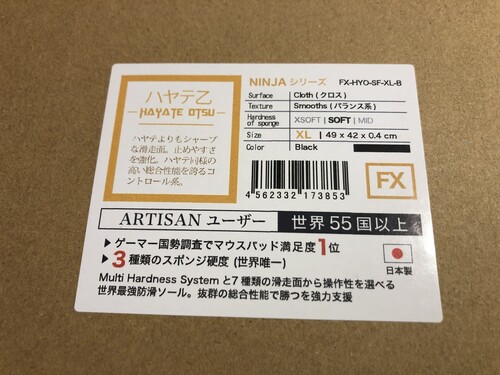 ハヤテ乙
HAYATE OTSU
ハヤテよりもシャープ
な滑走面。止めやすさ
を強化。ハヤテ同様の
高い総合性能を誇るコ
ントロール系。
NINJA シリーズ FX-HYO-SF-XL-B
Surface Cloth (クロス)
Texture Smooths (バランス系)
Hardness of sponge XSOFT | SOFT | MID
Size XL | 49 x 42 x 0.4 cm
Color Black
4562332173853
FX
ARTISAN ユーザー 世界55国以上
▶ ゲーマー国勢調査でマウスパッド満足度1位
▶ 3種類のスポンジ硬度 (世界唯一)
日本製
Multi Hardness System と7種類の滑走面から操作性を選べる
世界最強防滑ソール。抜群の総合性能で勝つを強力支援